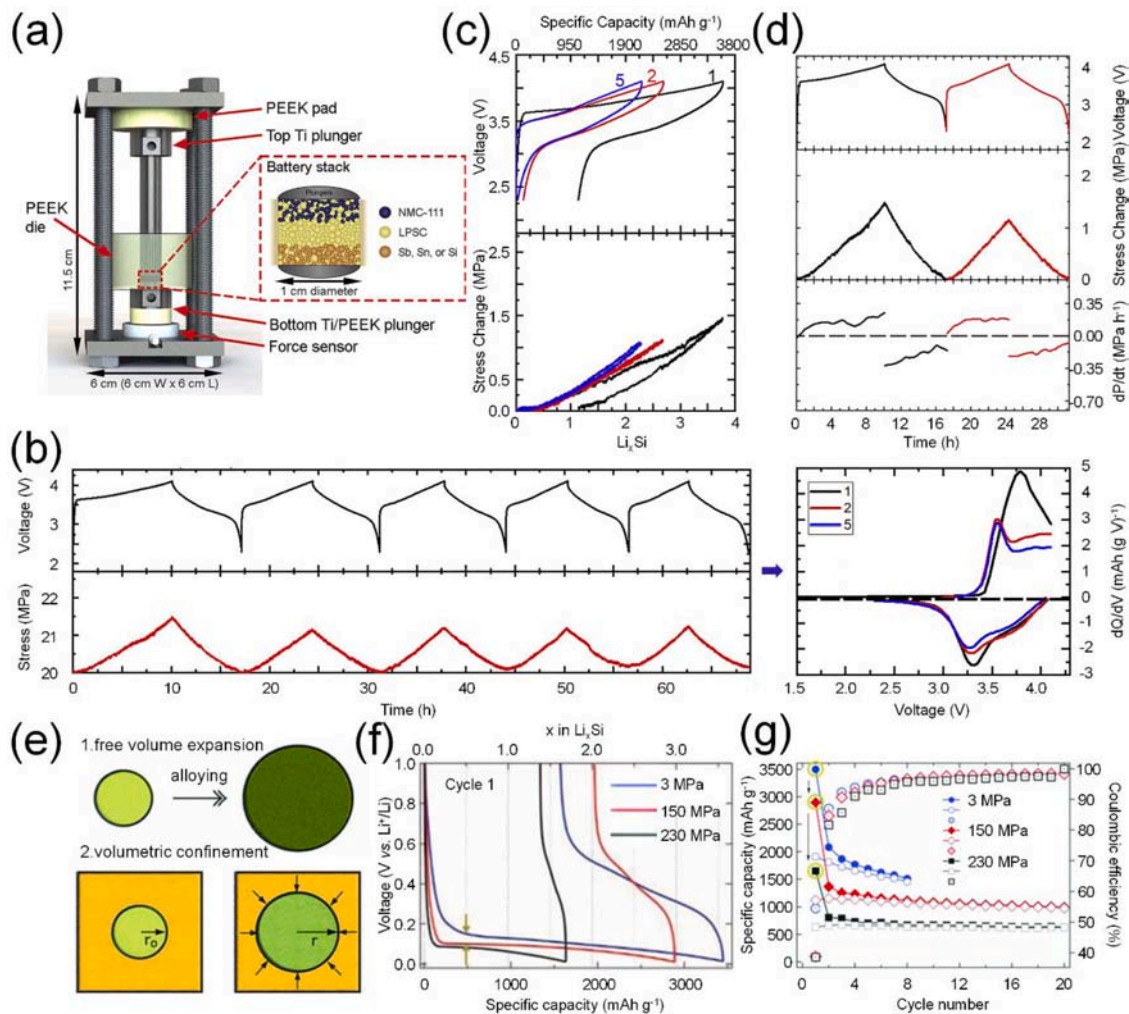 (a)
PEEK pad
Top Ti plunger
Battery stack
Plungers
NMC-111
LPSC
Sb, Sn, or Si
1 cm diameter
PEEK
die
11.5 cm
Bottom Ti/PEEK plunger
Force sensor
6 cm (6 cm W x 6 cm L)
(c)
Specific Capacity (mAh g⁻¹)
0 950 1900 2850 3800
4.5
4.0
3.5
3.0
2.5
Voltage (V)
5 2 1
2.5
2.0
1.5
1.0
0.5
0.0
Stress Change (MPa)
0 1 2 3 4
LiₓSi
(d)
4
3
2
Voltage (V)
2
1
0
Stress Change (MPa)
0.35
0.00
-0.35
-0.70
dP/dt (MPa h⁻¹)
0 4 8 12 16 20 24 28
Time (h)
(b)
4
3
2
Voltage (V)
22
21
20
Stress (MPa)
0 10 20 30 40 50 60
Time (h)
1
2
5
5
4
3
2
1
0
-1
-2
-3
dQ/dV (mAh (g V)⁻¹)
1.5 2.0 2.5 3.0 3.5 4.0
Voltage (V)
(e)
1.free volume expansion
alloying
2.volumetric confinement
r₀
r
(f)
x in LiₓSi
0.0 1.0 2.0 3.0
Cycle 1
3 MPa
150 MPa
230 MPa
1.0
0.8
0.6
0.4
0.2
0.0
Voltage (V vs. Li⁺/Li)
0 1000 2000 3000
Specific capacity (mAh g⁻¹)
(g)
3500
3000
2500
2000
1500
1000
500
0
Specific capacity (mAh g⁻¹)
3 MPa
150 MPa
230 MPa
100
90
80
70
60
50
40
Coulombic efficiency (%)
0 4 8 12 16 20
Cycle number